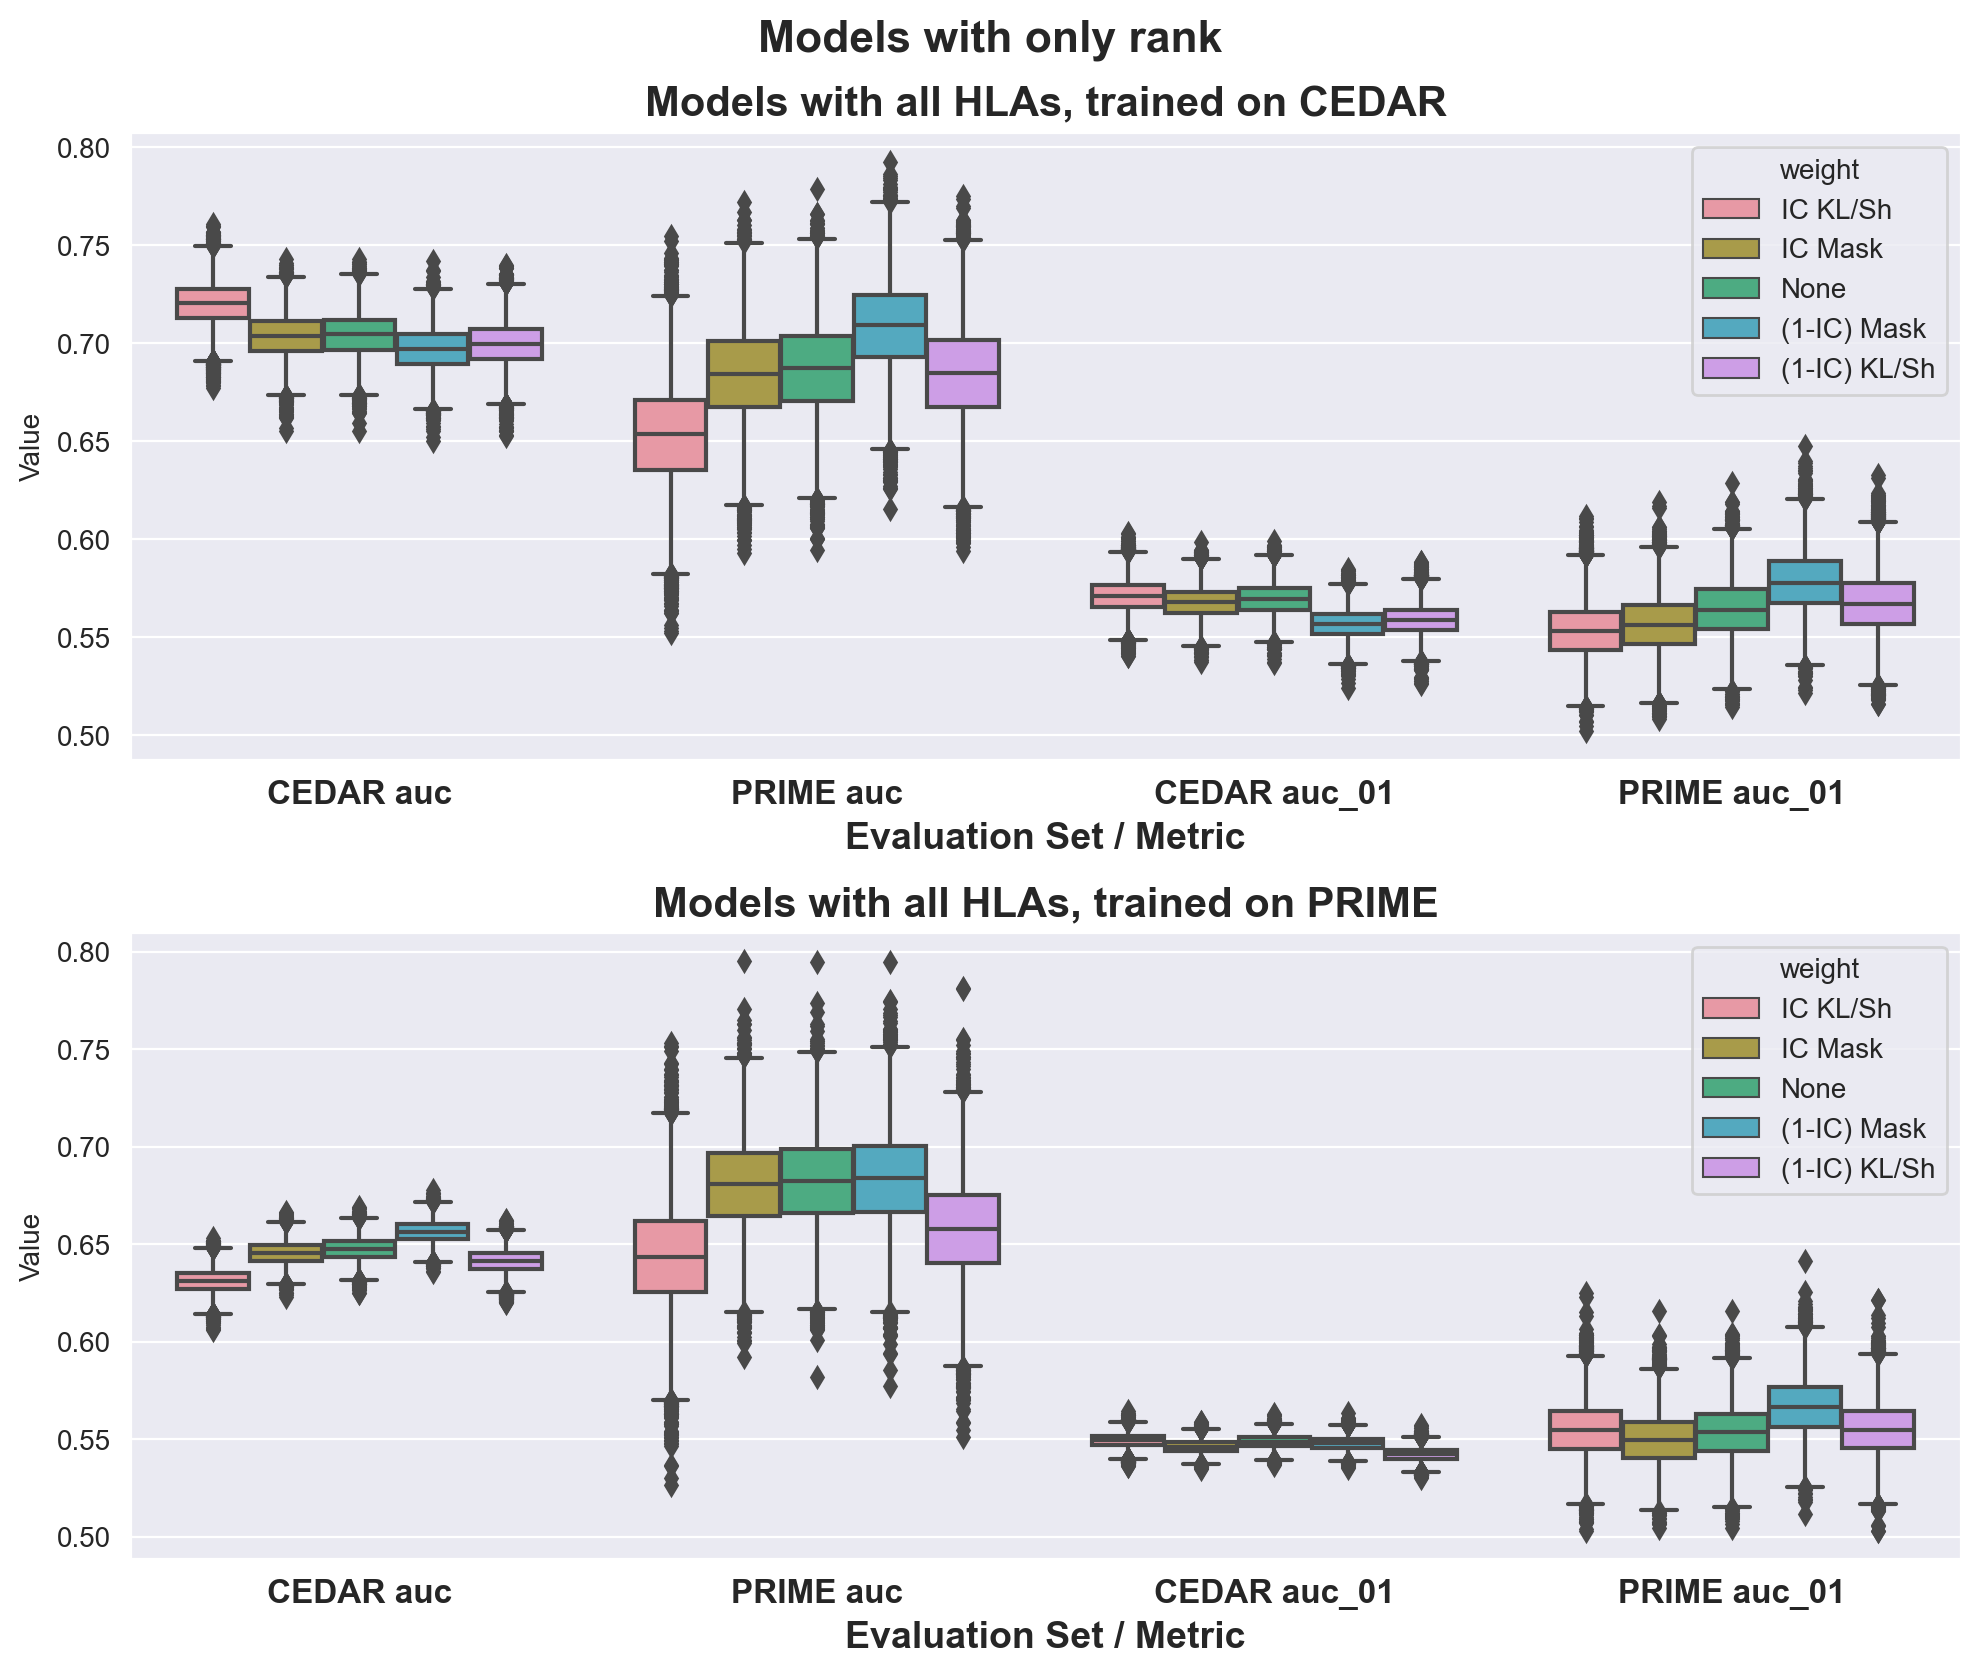 Models with only rank
Models with all HLAs, trained on CEDAR
0.80
0.75
0.70
0.65
0.60
0.55
0.50
Value
weight
IC KL/Sh
IC Mask
None
(1-IC) Mask
(1-IC) KL/Sh
CEDAR auc
PRIME auc
CEDAR auc_01
PRIME auc_01
Evaluation Set / Metric
Models with all HLAs, trained on PRIME
0.80
0.75
0.70
0.65
0.60
0.55
0.50
Value
weight
IC KL/Sh
IC Mask
None
(1-IC) Mask
(1-IC) KL/Sh
CEDAR auc
PRIME auc
CEDAR auc_01
PRIME auc_01
Evaluation Set / Metric